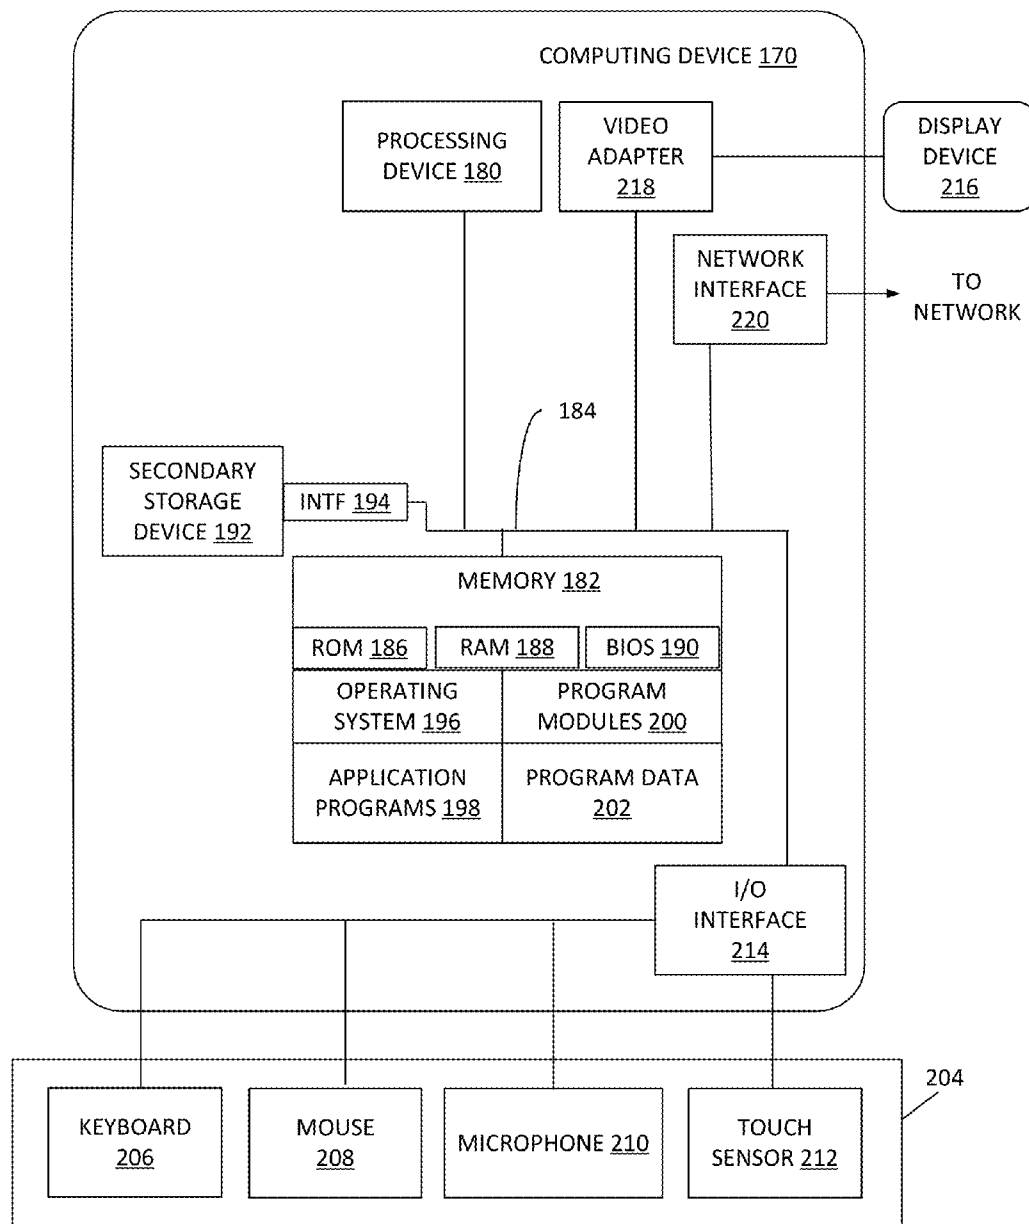 COMPUTING DEVICE 170
PROCESSING
DEVICE 180
VIDEO
ADAPTER
218
DISPLAY
DEVICE
216
NETWORK
INTERFACE
220
TO
NETWORK
184
SECONDARY
STORAGE
DEVICE 192
INTF 194
MEMORY 182
ROM 186
RAM 188
BIOS 190
OPERATING
SYSTEM 196
PROGRAM
MODULES 200
APPLICATION
PROGRAMS 198
PROGRAM DATA
202
I/O
INTERFACE
214
204
KEYBOARD
206
MOUSE
208
MICROPHONE 210
TOUCH
SENSOR 212